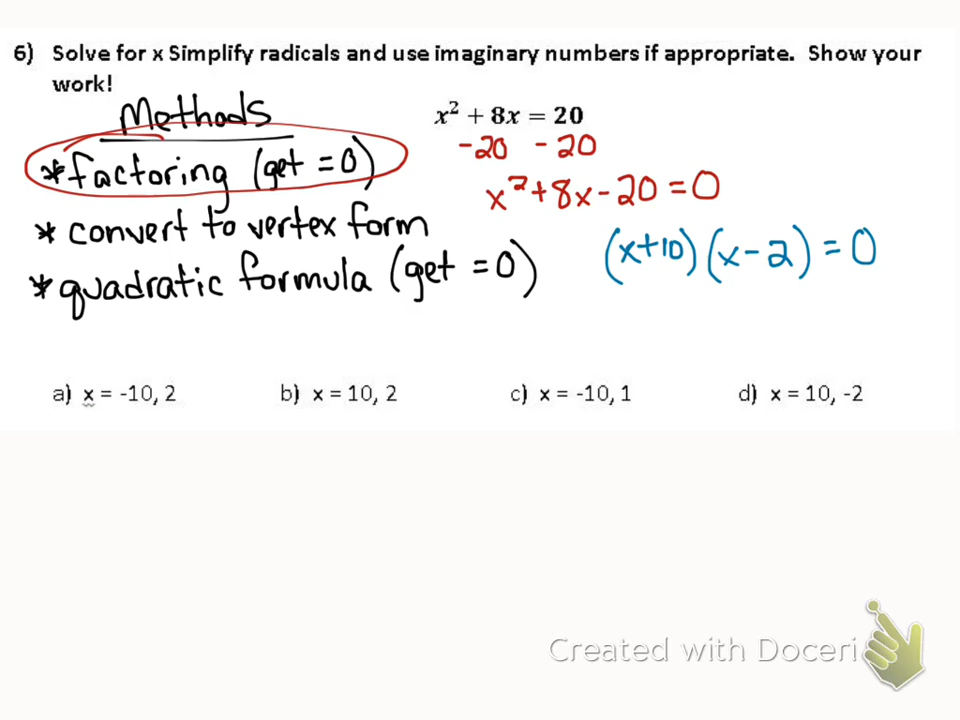 6) Solve for x Simplify radicals and use imaginary numbers if appropriate. Show your
work!
Methods
* factoring (get = 0)
* convert to vertex form
* quadratic formula (get = 0)
x² + 8x = 20
-20 -20
x² + 8x - 20 = 0
(x+10)(x-2) = 0
a) x = -10, 2
b) x = 10, 2
c) x = -10, 1
d) x = 10, -2
Created with Doceri